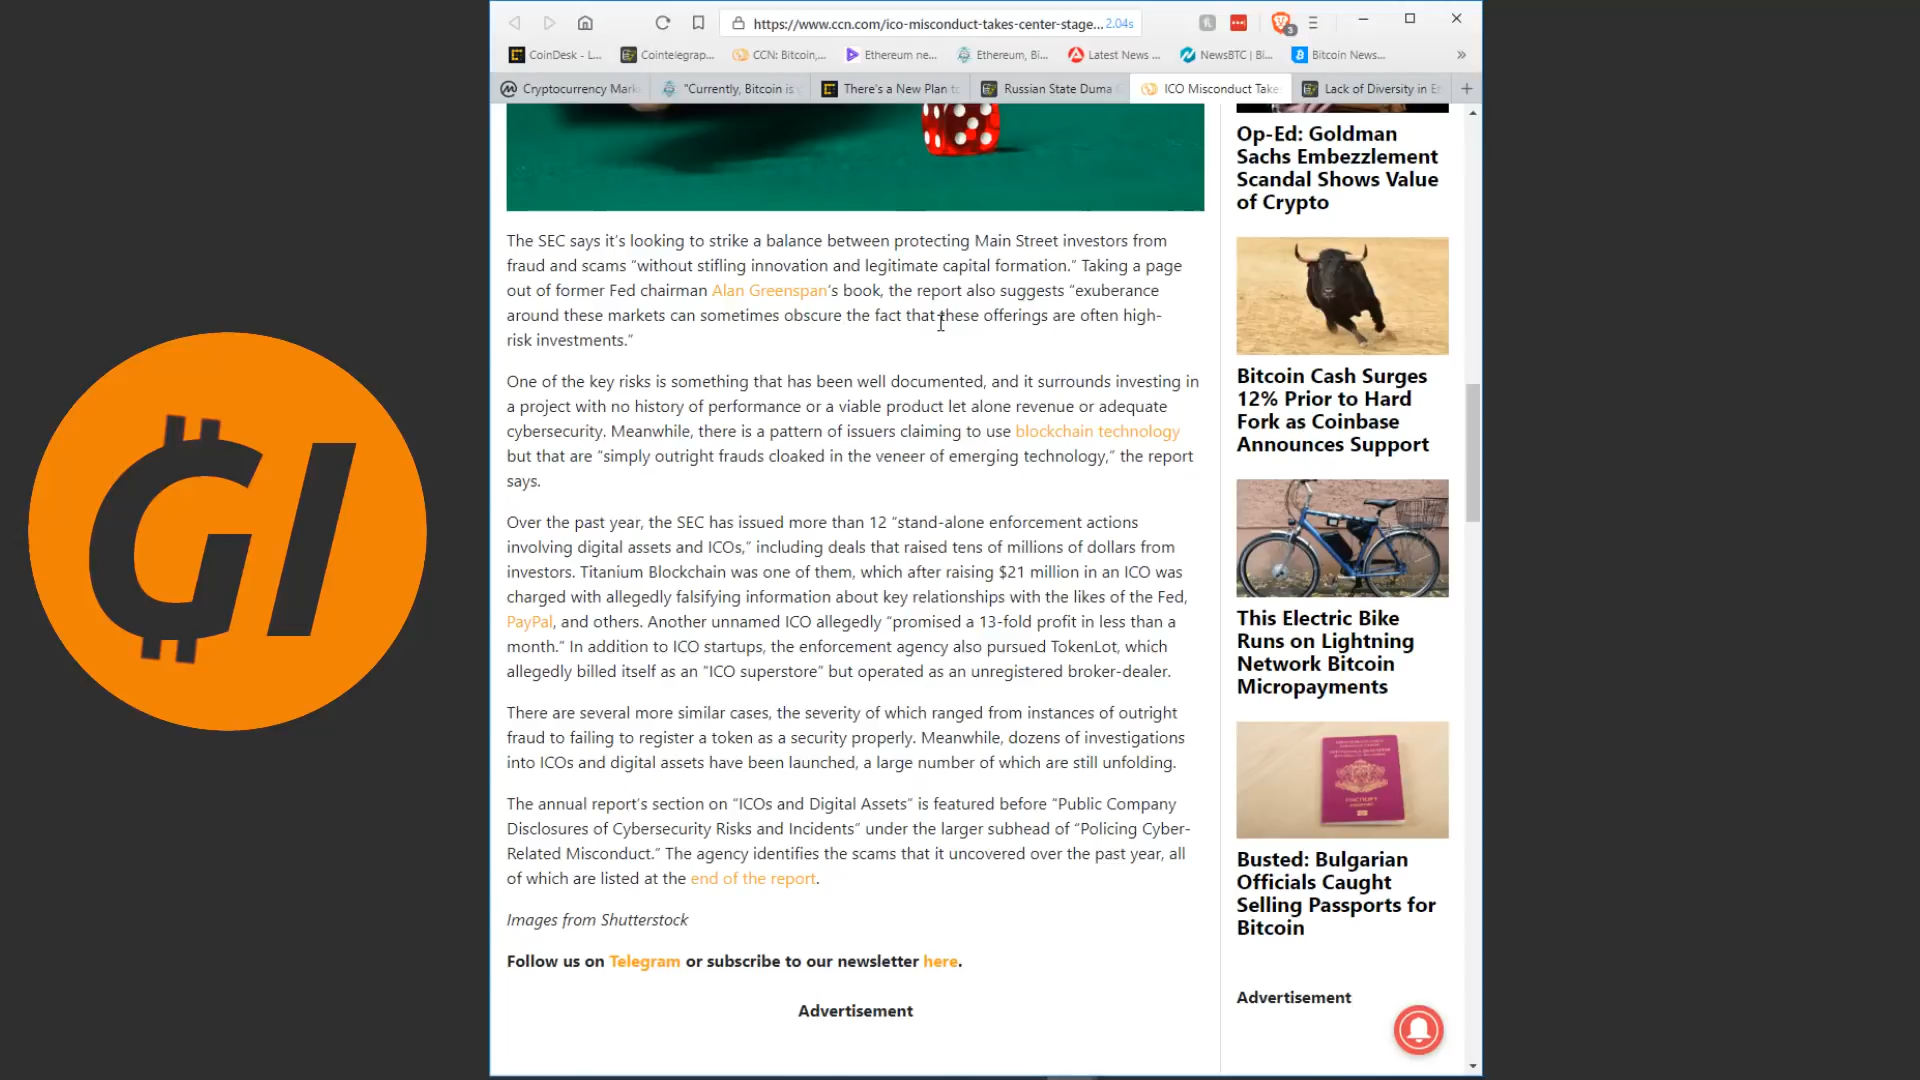 https://www.ccn.com/ico-misconduct-takes-center-stage... 2.04s
3
CoinDesk - L... Cointelegrap... CCN: Bitcoin,... Ethereum ne... Ethereum, Bi... Latest News ... NewsBTC | Bi... Bitcoin News... »
Cryptocurrency Mark "Currently, Bitcoin is There's a New Plan to Russian State Duma ICO Misconduct Take Lack of Diversity in E
The SEC says it's looking to strike a balance between protecting Main Street investors from
fraud and scams “without stifling innovation and legitimate capital formation.” Taking a page
out of former Fed chairman Alan Greenspan's book, the report also suggests “exuberance
around these markets can sometimes obscure the fact that these offerings are often high-
risk investments.”
One of the key risks is something that has been well documented, and it surrounds investing in
a project with no history of performance or a viable product let alone revenue or adequate
cybersecurity. Meanwhile, there is a pattern of issuers claiming to use blockchain technology
but that are “simply outright frauds cloaked in the veneer of emerging technology,” the report
says.
Over the past year, the SEC has issued more than 12 “stand-alone enforcement actions
involving digital assets and ICOs,” including deals that raised tens of millions of dollars from
investors. Titanium Blockchain was one of them, which after raising $21 million in an ICO was
charged with allegedly falsifying information about key relationships with the likes of the Fed,
PayPal, and others. Another unnamed ICO allegedly “promised a 13-fold profit in less than a
month.” In addition to ICO startups, the enforcement agency also pursued TokenLot, which
allegedly billed itself as an “ICO superstore” but operated as an unregistered broker-dealer.
There are several more similar cases, the severity of which ranged from instances of outright
fraud to failing to register a token as a security properly. Meanwhile, dozens of investigations
into ICOs and digital assets have been launched, a large number of which are still unfolding.
The annual report's section on “ICOs and Digital Assets” is featured before “Public Company
Disclosures of Cybersecurity Risks and Incidents” under the larger subhead of “Policing Cyber-
Related Misconduct.” The agency identifies the scams that it uncovered over the past year, all
of which are listed at the end of the report.
Images from Shutterstock
Follow us on Telegram or subscribe to our newsletter here.
Advertisement
Op-Ed: Goldman
Sachs Embezzlement
Scandal Shows Value
of Crypto
Bitcoin Cash Surges
12% Prior to Hard
Fork as Coinbase
Announces Support
This Electric Bike
Runs on Lightning
Network Bitcoin
Micropayments
Busted: Bulgarian
Officials Caught
Selling Passports for
Bitcoin
Advertisement
GI